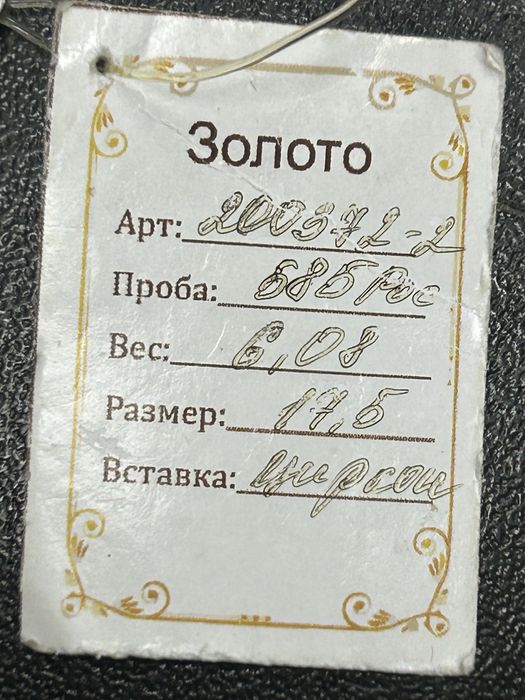 Золото
Арт: 200372-2
Проба: 585 Рос
Вес: 6,08
Размер: 17,5
Вставка: циркон